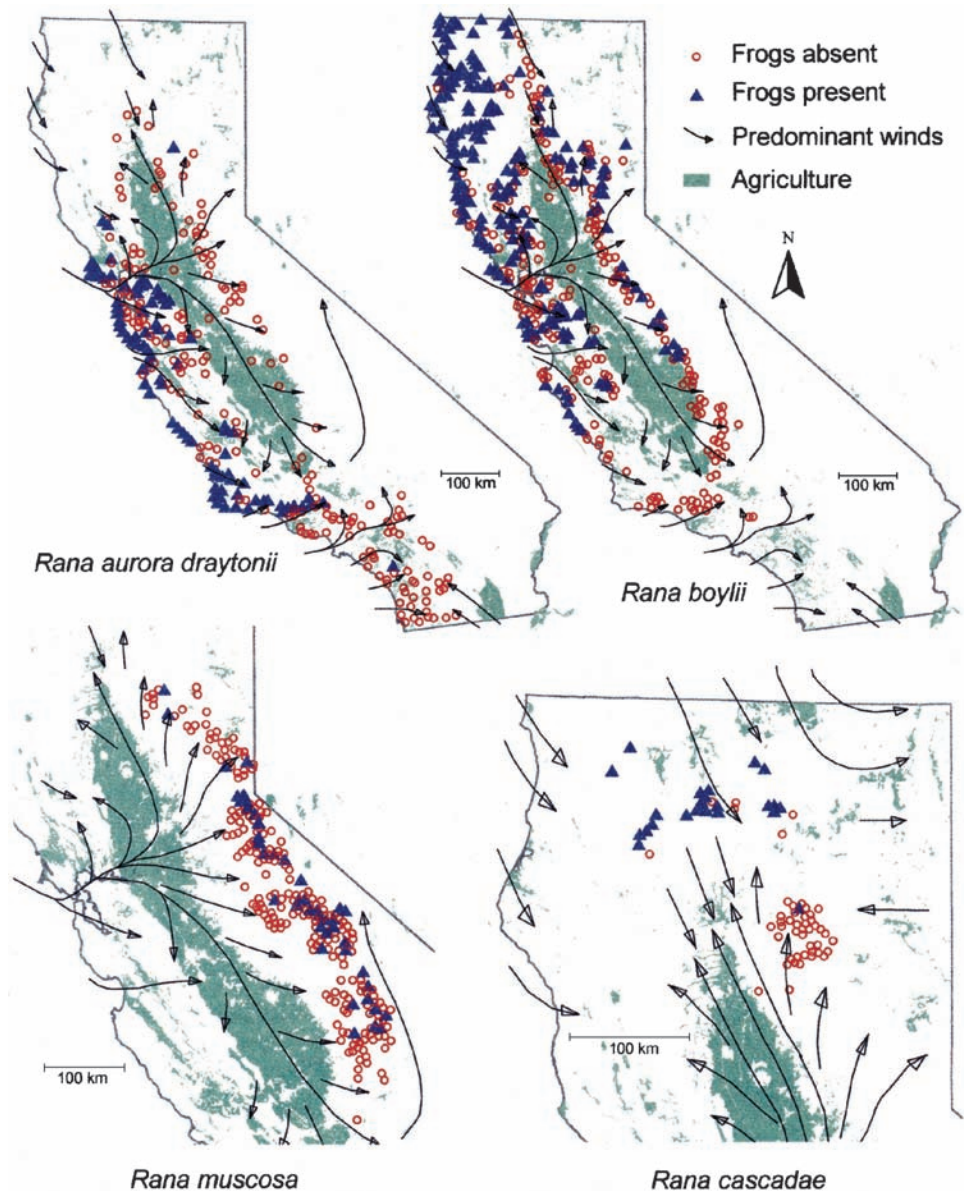 Frogs absent
Frogs present
Predominant winds
Agriculture
N
100 km
100 km
Rana aurora draytonii
Rana boylii
100 km
100 km
Rana muscosa
Rana cascadae